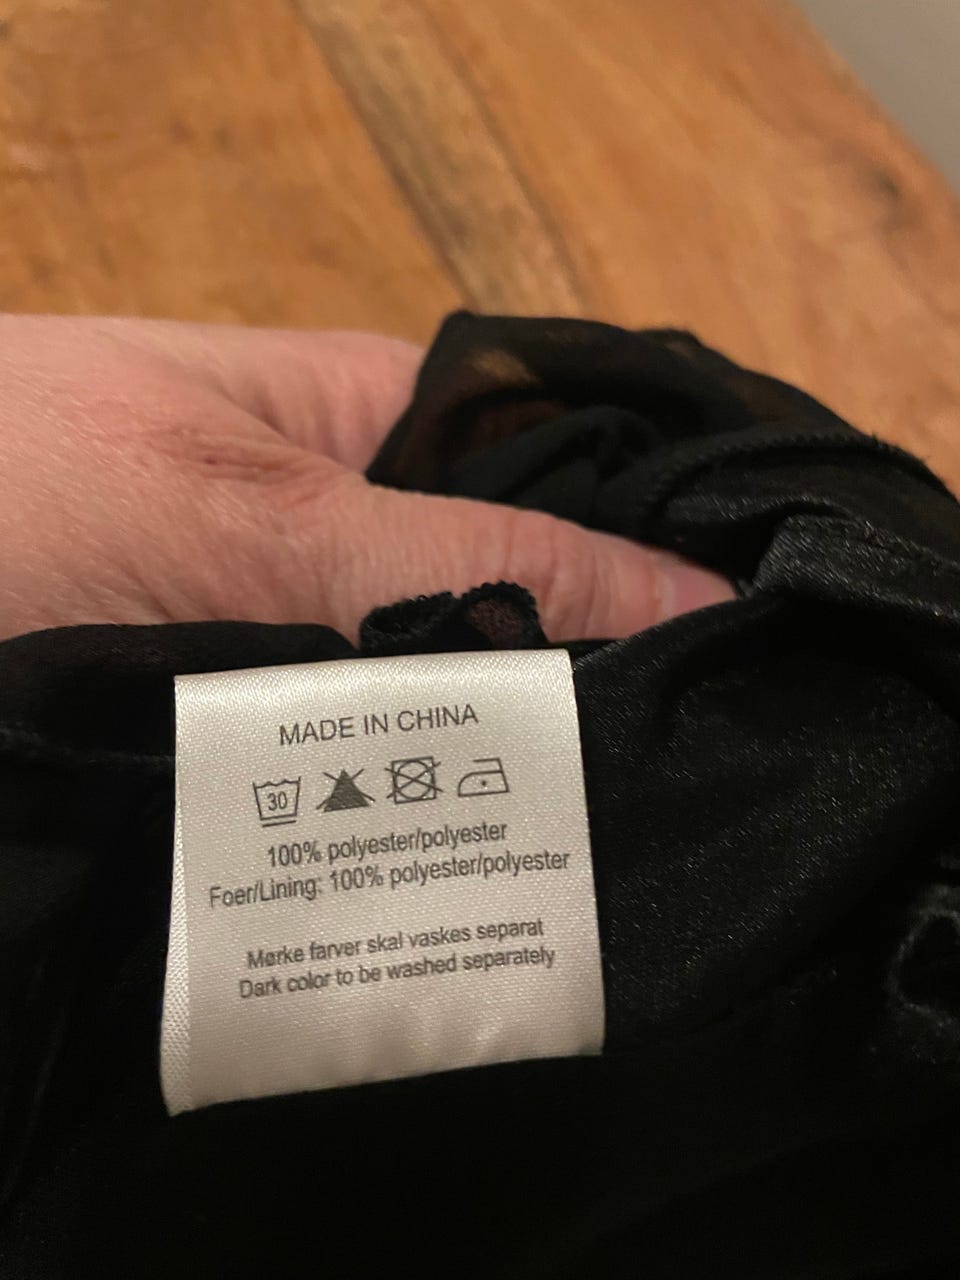 MADE IN CHINA
30
100% polyester/polyester
Foer/Lining: 100% polyester/polyester
Mørke farver skal vaskes separat
Dark color to be washed separately